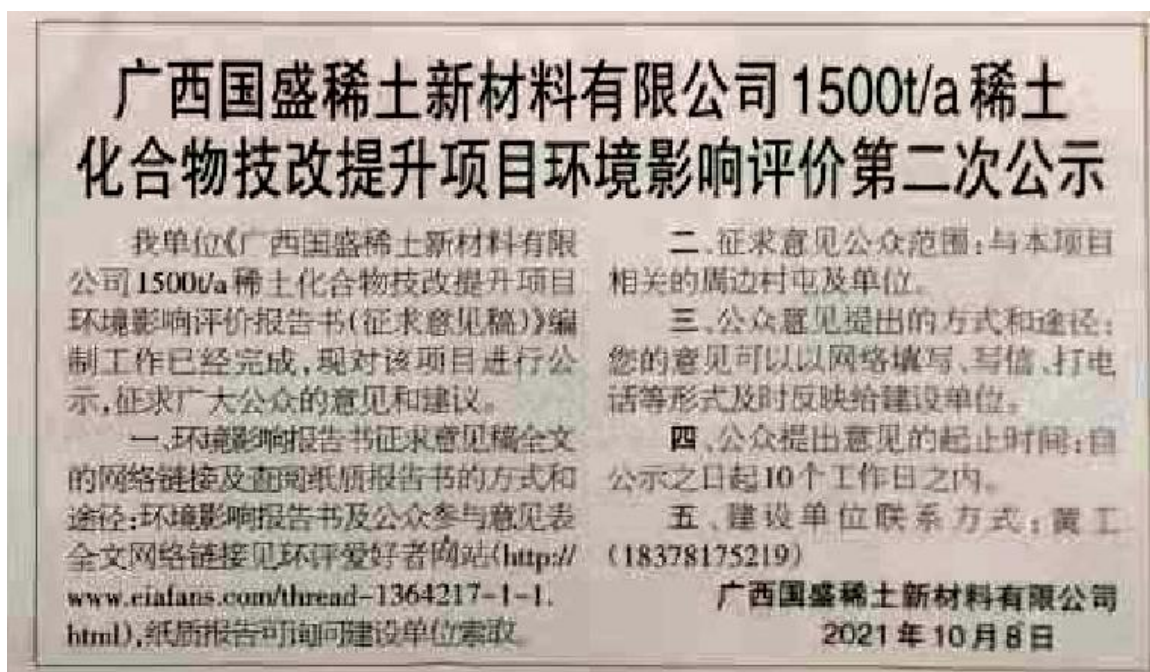 广西国盛稀土新材料有限公司1500t/a稀土
化合物技改提升项目环境影响评价第二次公示
我单位《广西国盛稀土新材料有限
公司1500t/a稀土化合物技改提升项目
环境影响评价报告书(征求意见稿)》编
制工作已经完成,现对该项目进行公
示,征求广大公众的意见和建议。
一、环境影响报告书征求意见稿全文
的网络链接及查阅纸质报告书的方式和
途径:环境影响报告书及公众参与意见表
全文网络链接见环评爱好者网站(http://
www.eiafans.com/thread-1364217-1-1.
html),纸质报告可询问建设单位索取。
二、征求意见公众范围:与本项目
相关的周边村屯及单位。
三、公众意见提出的方式和途径:
您的意见可以以网络填写、写信、打电
话等形式及时反映给建设单位。
四、公众提出意见的起止时间:自
公示之日起10个工作日之内。
五、建设单位联系方式:黄工
(18378175219)
广西国盛稀土新材料有限公司
2021年10月8日